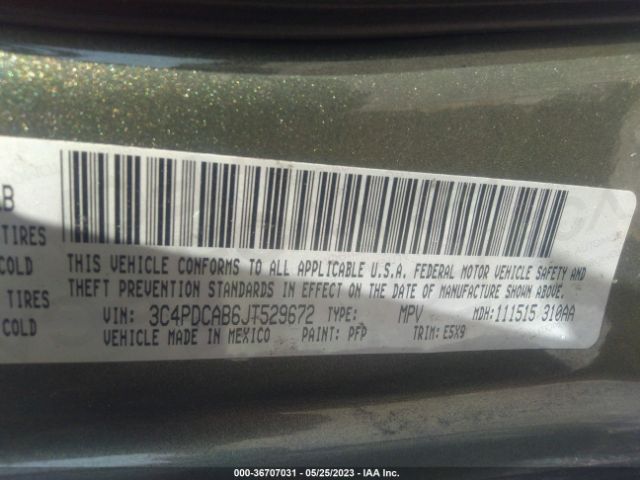 AB
TIRES
COLD
TIRES
COLD
THIS VEHICLE CONFORMS TO ALL APPLICABLE U.S.A. FEDERAL MOTOR VEHICLE SAFETY AND
THEFT PREVENTION STANDARDS IN EFFECT ON THE DATE OF MANUFACTURE SHOWN ABOVE.
VIN: 3C4PDCAB6JT529672 TYPE: MPV MDH: 111515 310AA
VEHICLE MADE IN MEXICO PAINT: PFP TRIM: E5X9
000-36707031 — 05/25/2023 — IAA Inc.